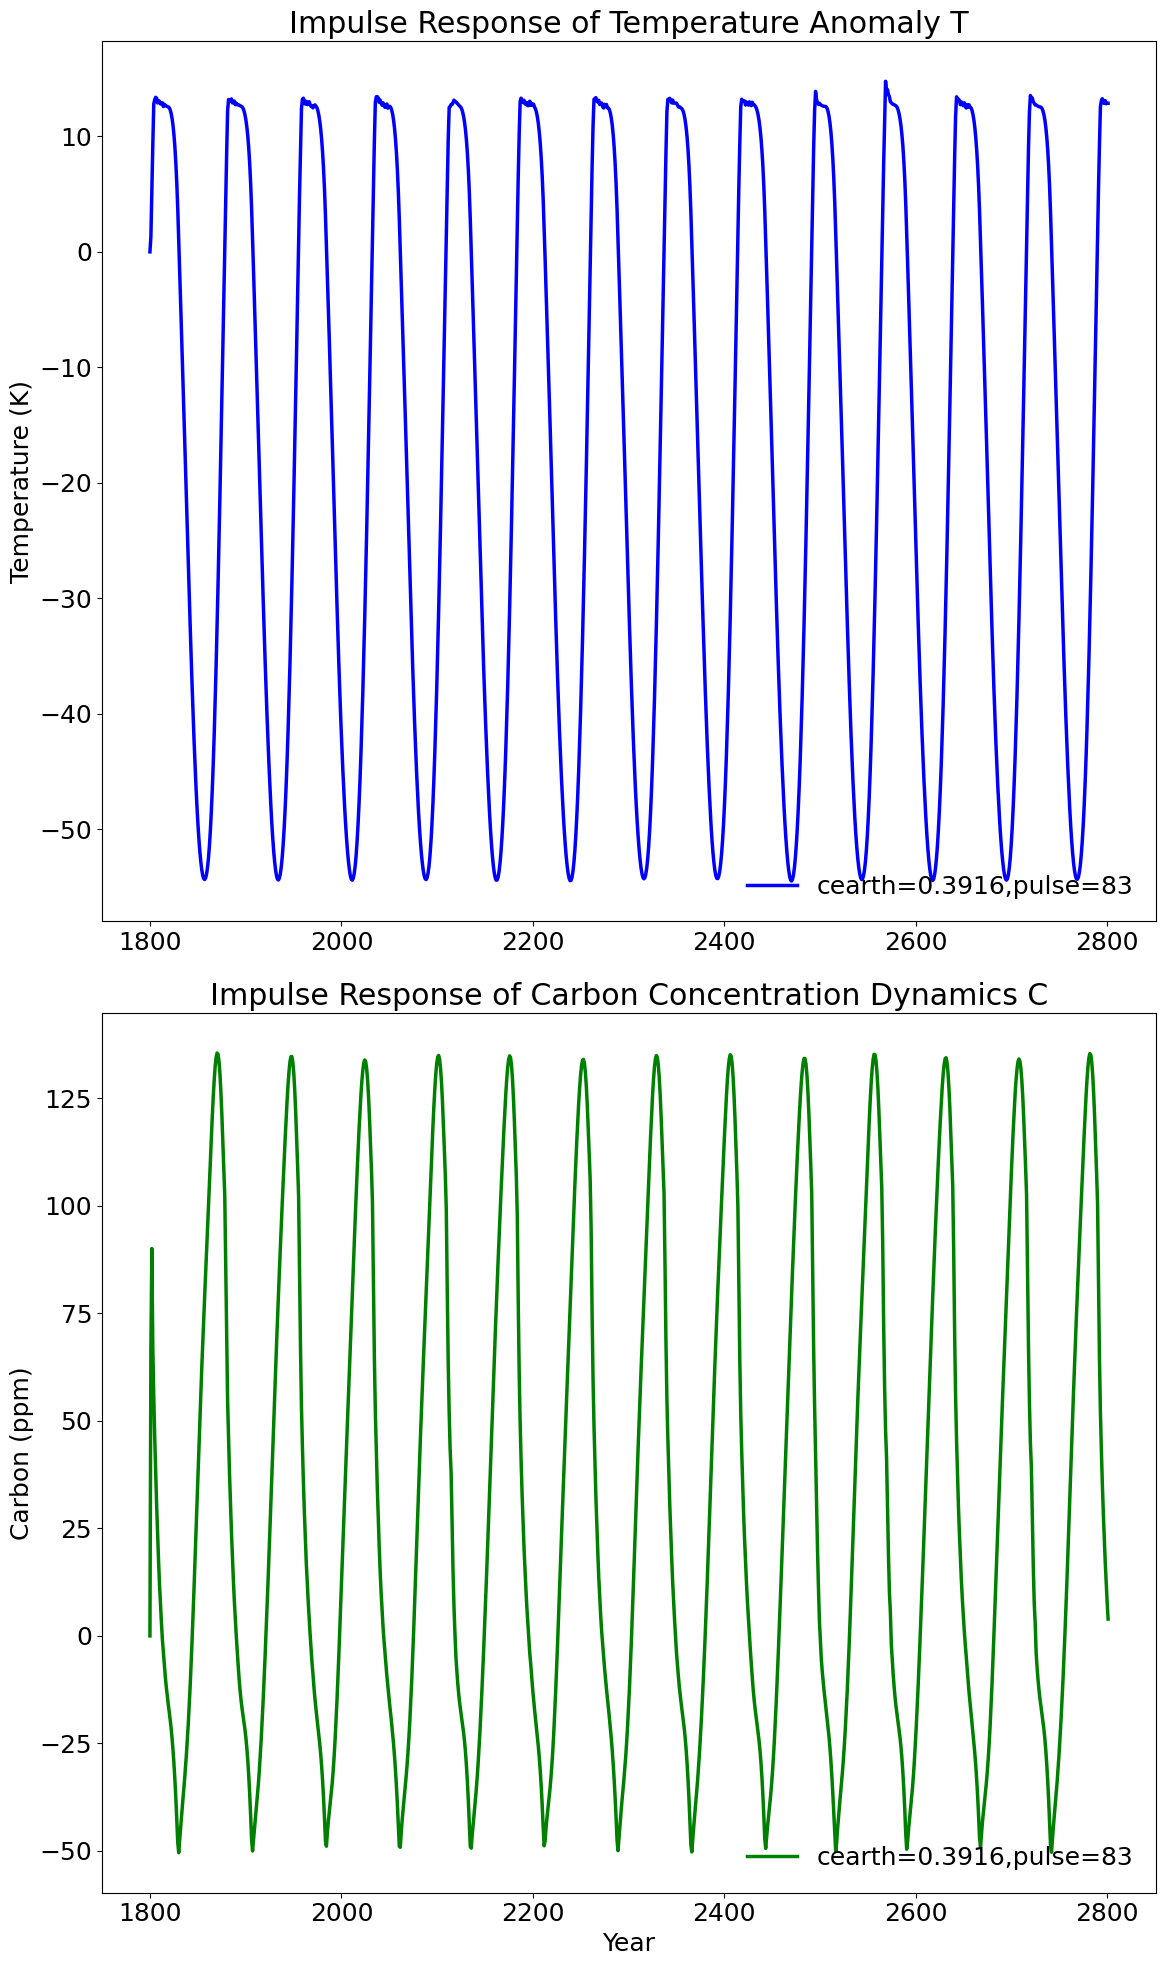 Impulse Response of Temperature Anomaly T
Temperature (K)
10
0
−10
−20
−30
−40
−50
cearth=0.3916,pulse=83
1800 2000 2200 2400 2600 2800
Impulse Response of Carbon Concentration Dynamics C
Carbon (ppm)
125
100
75
50
25
0
−25
−50
cearth=0.3916,pulse=83
1800 2000 2200 2400 2600 2800
Year